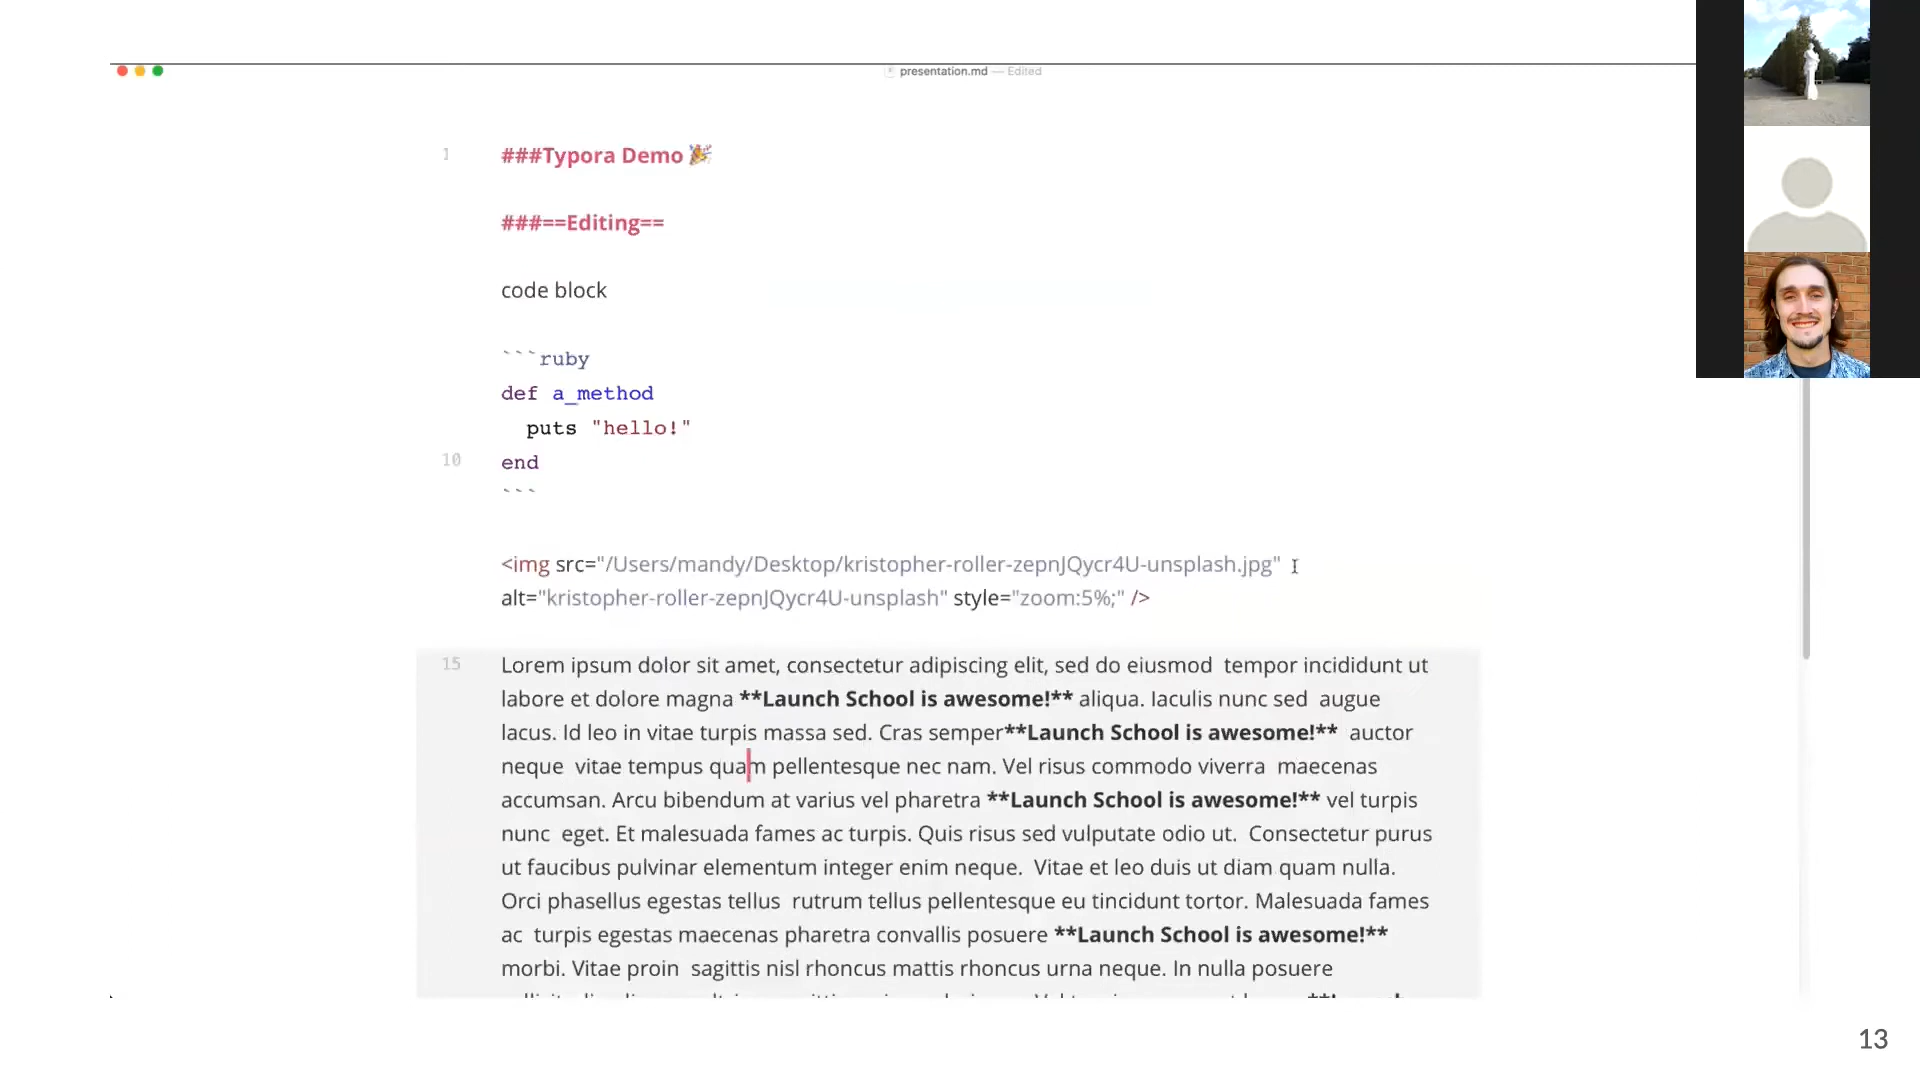 presentation.md — Edited
1 ###Typora Demo 🎉
###==Editing==
code block
```ruby
def a_method
puts "hello!"
10 end
```
<img src="/Users/mandy/Desktop/kristopher-roller-zepnJQycr4U-unsplash.jpg"
alt="kristopher-roller-zepnJQycr4U-unsplash" style="zoom:5%;" />
15 Lorem ipsum dolor sit amet, consectetur adipiscing elit, sed do eiusmod  tempor incididunt ut
labore et dolore magna **Launch School is awesome!** aliqua. Iaculis nunc sed  augue
lacus. Id leo in vitae turpis massa sed. Cras semper**Launch School is awesome!**  auctor
neque  vitae tempus quam pellentesque nec nam. Vel risus commodo viverra  maecenas
accumsan. Arcu bibendum at varius vel pharetra **Launch School is awesome!** vel turpis
nunc  eget. Et malesuada fames ac turpis. Quis risus sed vulputate odio ut.  Consectetur purus
ut faucibus pulvinar elementum integer enim neque.  Vitae et leo duis ut diam quam nulla.
Orci phasellus egestas tellus  rutrum tellus pellentesque eu tincidunt tortor. Malesuada fames
ac  turpis egestas maecenas pharetra convallis posuere **Launch School is awesome!**
morbi. Vitae proin  sagittis nisl rhoncus mattis rhoncus urna neque. In nulla posuere
13